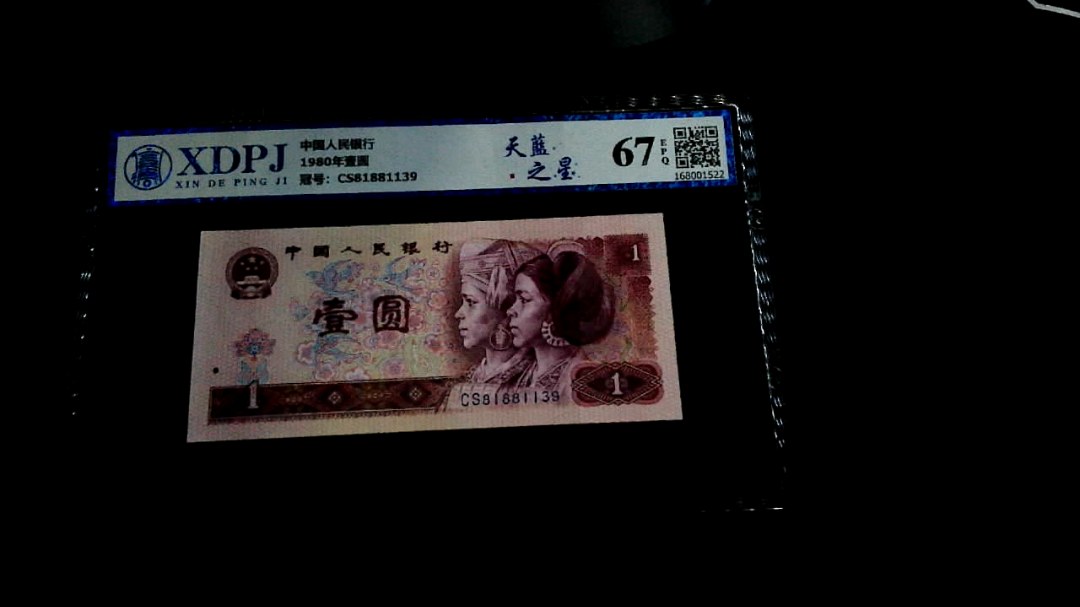 XDPJ
XIN DE PING JI
中國人民银行
1980年壹圆
冠号：CS81881139
天蓝
之星
67
EPQ
168001522
中國人民银行
1
壹圆
1
CS81881139
1